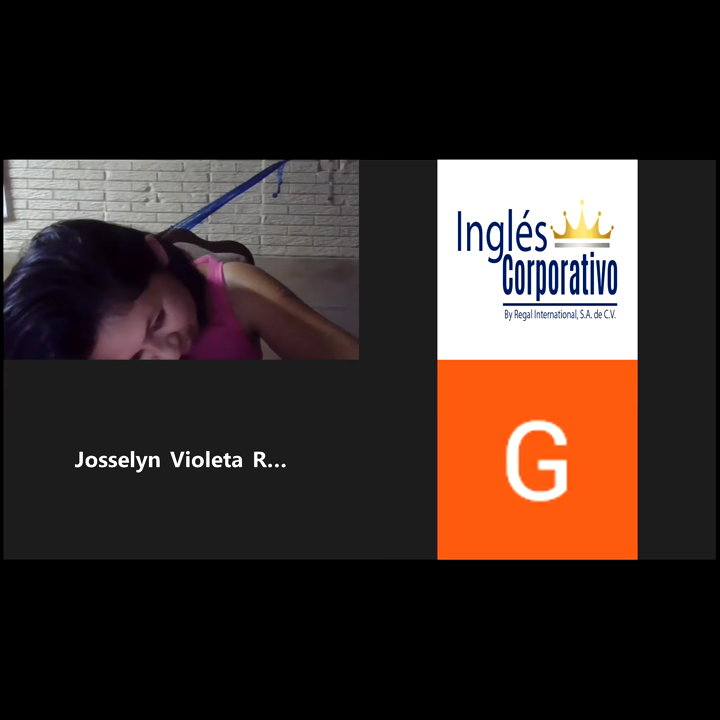 Inglés
Corporativo
By Regal International, S.A. de C.V.
Josselyn Violeta R...
G